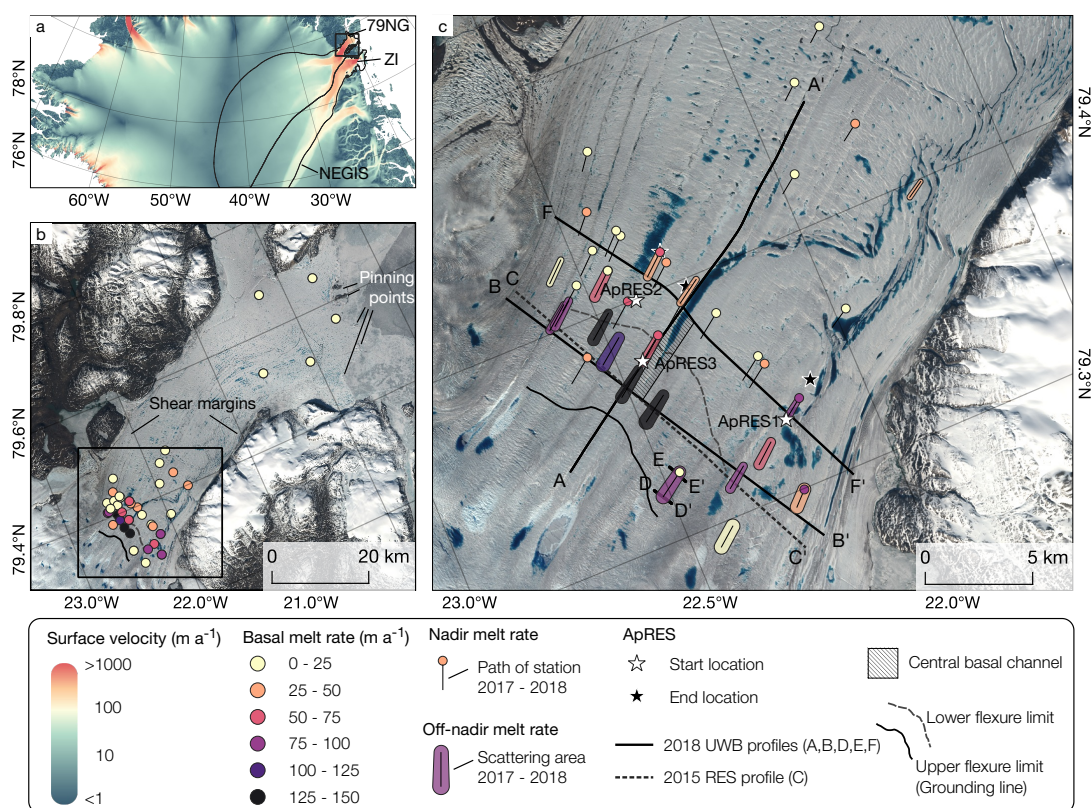 a
79NG
ZI
NEGIS
78°N
76°N
60°W
50°W
40°W
30°W
b
Pinning
points
Shear margins
79.8°N
79.6°N
79.4°N
0
20 km
23.0°W
22.0°W
21.0°W
c
A'
F
B
C
ApRES2
ApRES3
ApRES1
A
E
D
E'
D'
F'
B'
C
79.4°N
79.3°N
0
5 km
23.0°W
22.5°W
22.0°W
Surface velocity (m a-1)
>1000
100
10
<1
Basal melt rate (m a-1)
0 - 25
25 - 50
50 - 75
75 - 100
100 - 125
125 - 150
Nadir melt rate
Path of station
2017 - 2018
Off-nadir melt rate
Scattering area
2017 - 2018
ApRES
Start location
End location
2018 UWB profiles (A,B,D,E,F)
2015 RES profile (C)
Central basal channel
Lower flexure limit
Upper flexure limit
(Grounding line)